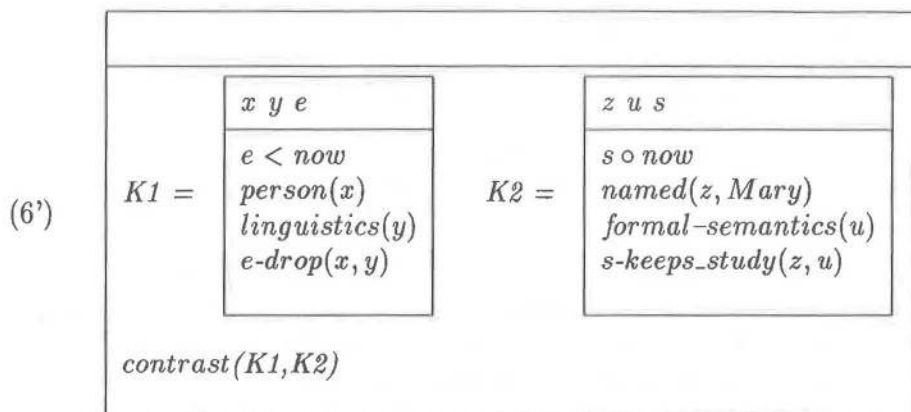 (6')
K1 =
x y e
e < now
person(x)
linguistics(y)
e-drop(x, y)
K2 =
z u s
s ∘ now
named(z, Mary)
formal-semantics(u)
s-keeps_study(z, u)
contrast(K1,K2)